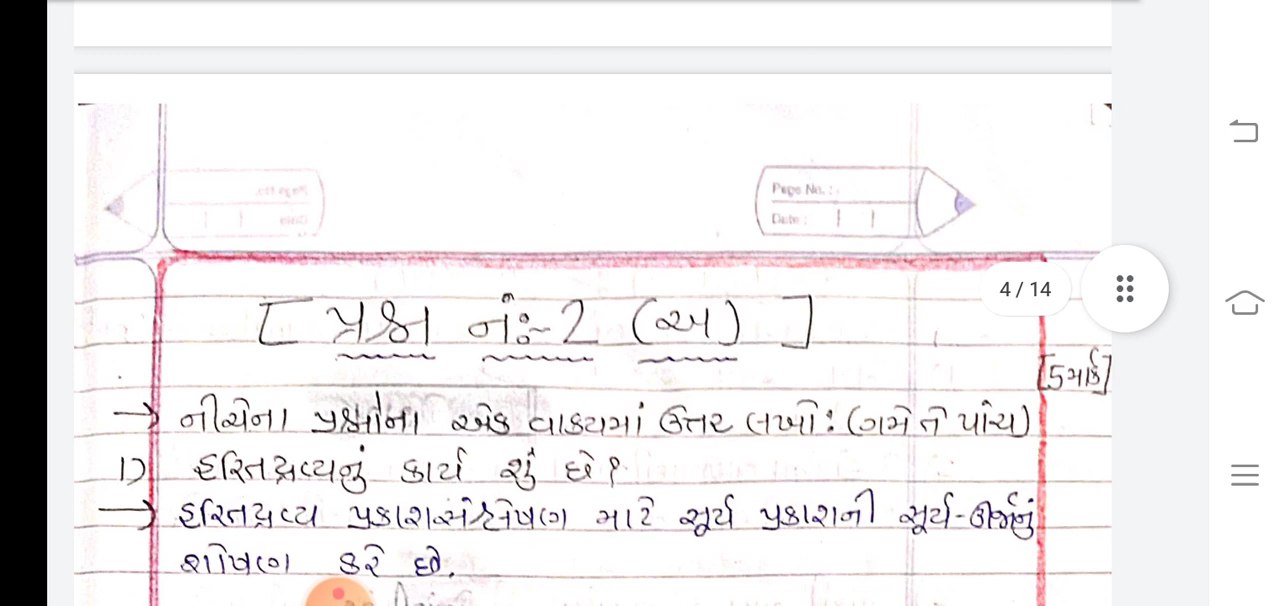 Page No. :
Date :
[ પ્રશ્ન નં:-2 (અ) ]
4 / 14
[5 માર્ક]
→ નીચેના પ્રશ્નોના એક વાક્યમાં ઉત્તર લખો : (ગમે તે પાંચ)
1) હરિતદ્રવ્યનું કાર્ય શું છે ?
→ હરિતદ્રવ્ય પ્રકાશસંશ્લેષણ માટે સૂર્ય પ્રકાશની સૂર્ય-ઊર્જાનું
શોષણ કરે છે.